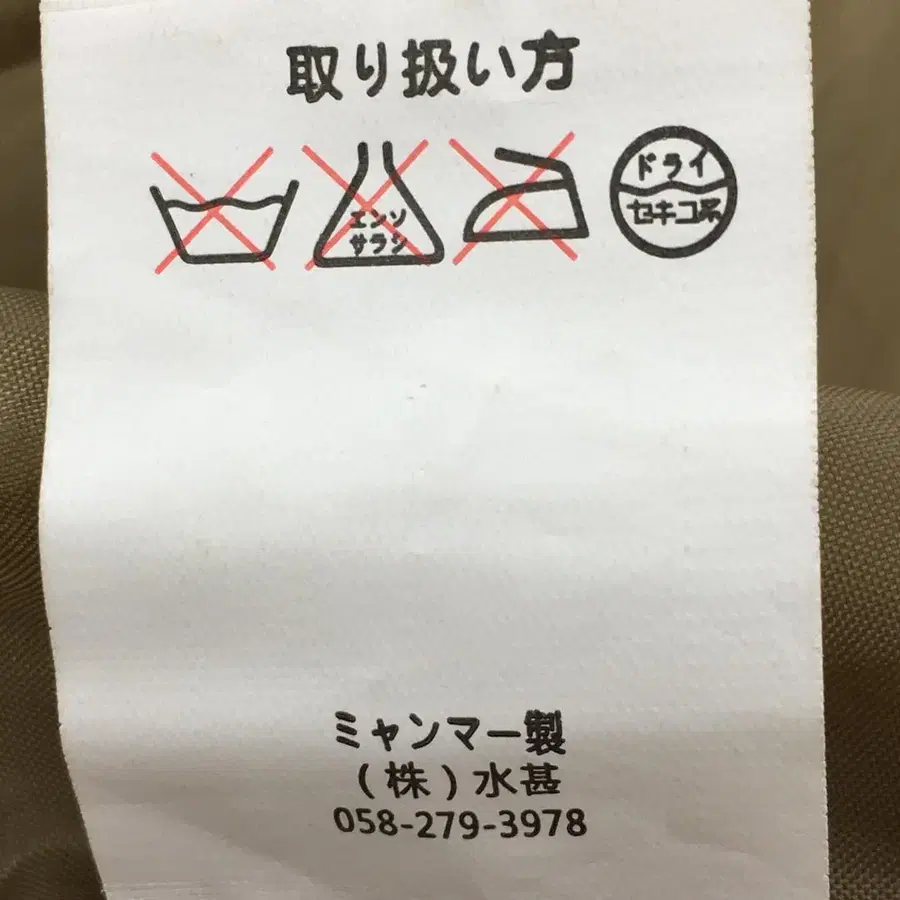 取り扱い方
エンソ
サラシ
ドライ
セキユ系
ミャンマー製
(株)水甚
058-279-3978